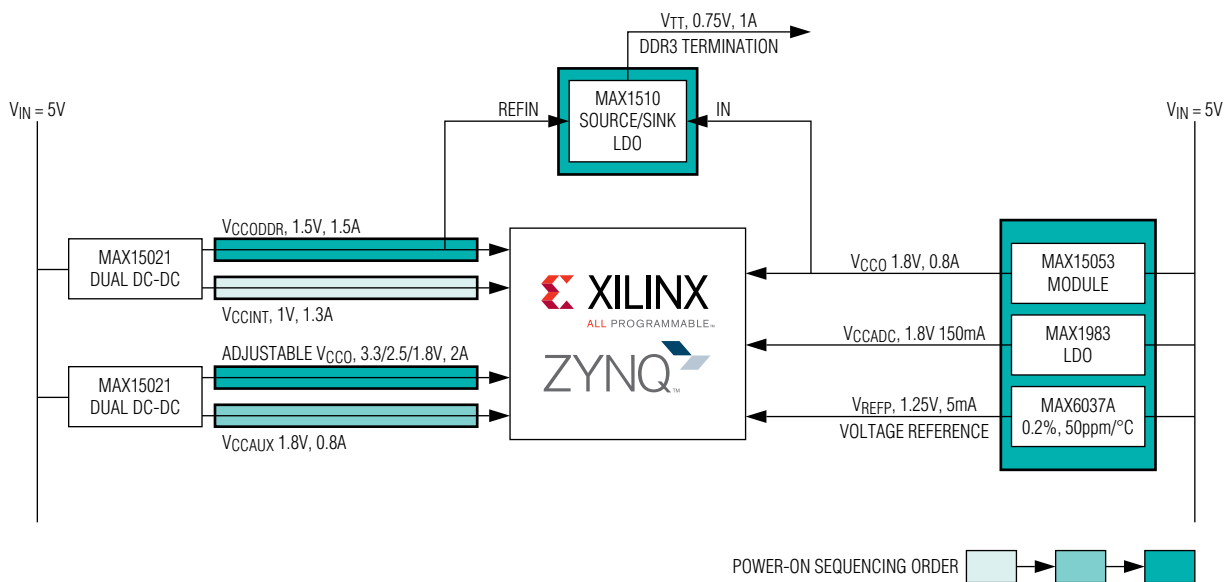 VTT, 0.75V, 1A
DDR3 TERMINATION
VIN = 5V
REFIN
MAX1510
SOURCE/SINK
LDO
IN
VIN = 5V
VCCODDR, 1.5V, 1.5A
MAX15021
DUAL DC-DC
VCCINT, 1V, 1.3A
ADJUSTABLE VCCO, 3.3/2.5/1.8V, 2A
MAX15021
DUAL DC-DC
VCCAUX 1.8V, 0.8A
XILINX
ALL PROGRAMMABLE™
ZYNQ™
VCCO 1.8V, 0.8A
MAX15053
MODULE
VCCADC, 1.8V 150mA
MAX1983
LDO
VREFP, 1.25V, 5mA
VOLTAGE REFERENCE
MAX6037A
0.2%, 50ppm/°C
POWER-ON SEQUENCING ORDER